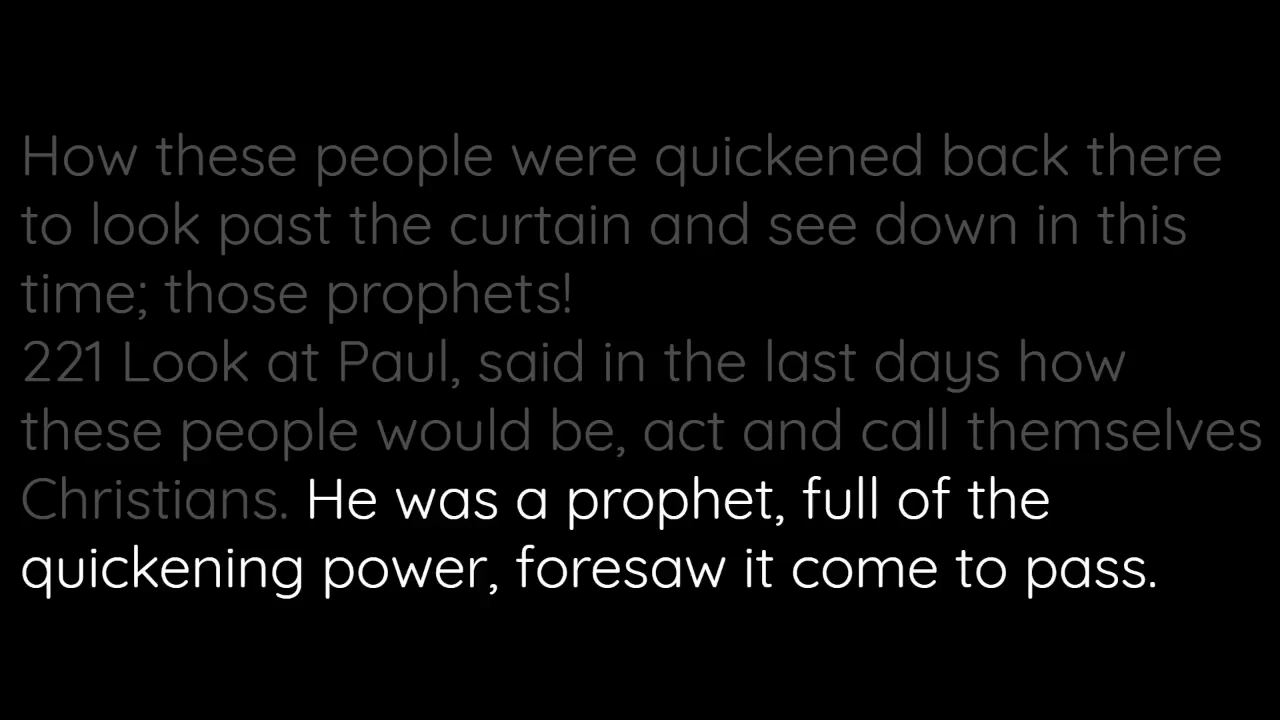 How these people were quickened back there
to look past the curtain and see down in this
time; those prophets!
221 Look at Paul, said in the last days how
these people would be, act and call themselves
Christians. He was a prophet, full of the
quickening power, foresaw it come to pass.